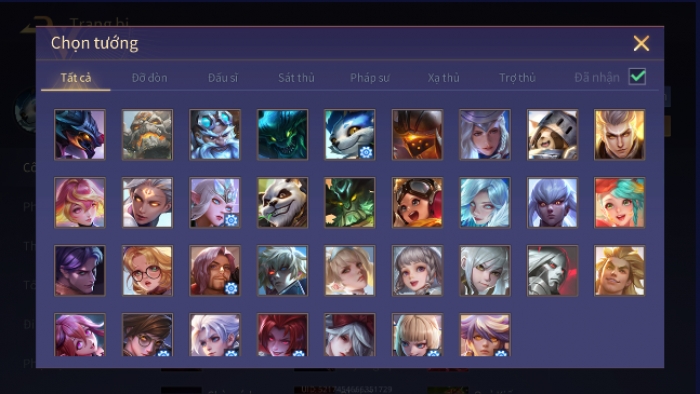 Trang bị
Chọn tướng
Tất cả
Đỡ đòn
Đấu sĩ
Sát thủ
Pháp sư
Xạ thủ
Trợ thủ
Đã nhận